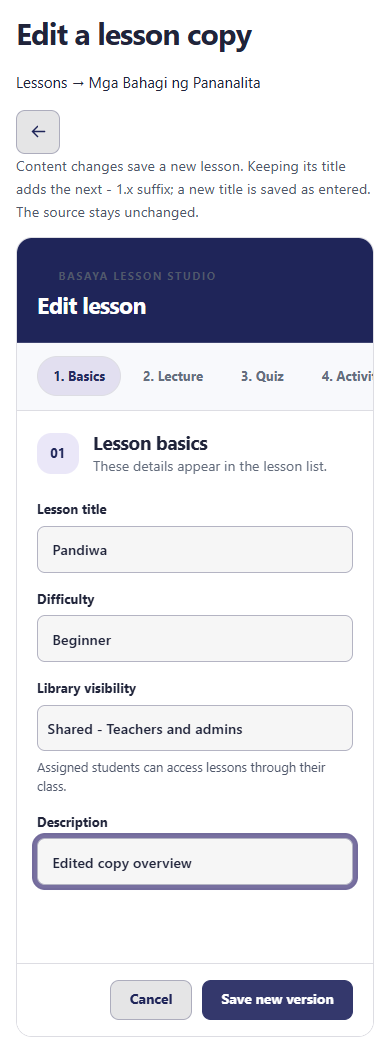 Edit a lesson copy
Lessons → Mga Bahagi ng Pananalita
←
Content changes save a new lesson. Keeping its title
adds the next - 1.x suffix; a new title is saved as entered.
The source stays unchanged.
BASAYA LESSON STUDIO
Edit lesson
1. Basics 2. Lecture 3. Quiz 4. Activi
01
Lesson basics
These details appear in the lesson list.
Lesson title
Pandiwa
Difficulty
Beginner
Library visibility
Shared - Teachers and admins
Assigned students can access lessons through their
class.
Description
Edited copy overview
Cancel Save new version